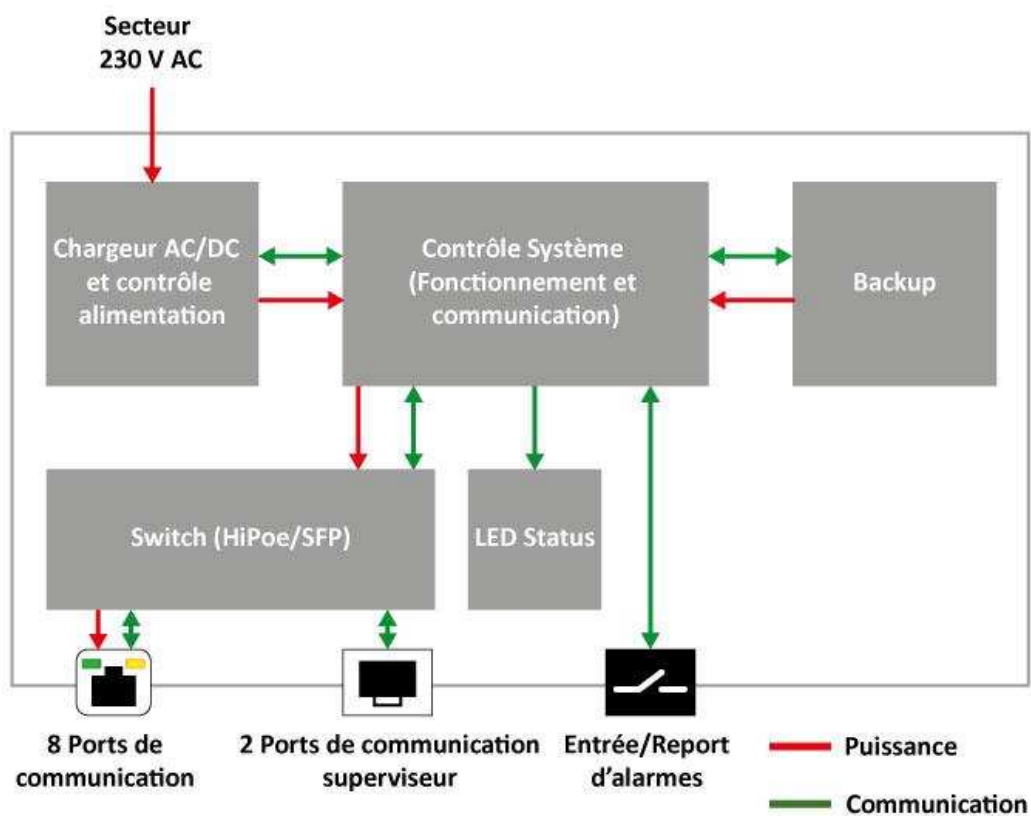 Secteur
230 V AC
Chargeur AC/DC
et contrôle
alimentation
Contrôle Système
(Fonctionnement et
communication)
Backup
Switch (HiPoe/SFP)
LED Status
8 Ports de
communication
2 Ports de communication
superviseur
Entrée/Report
d'alarmes
Puissance
Communication